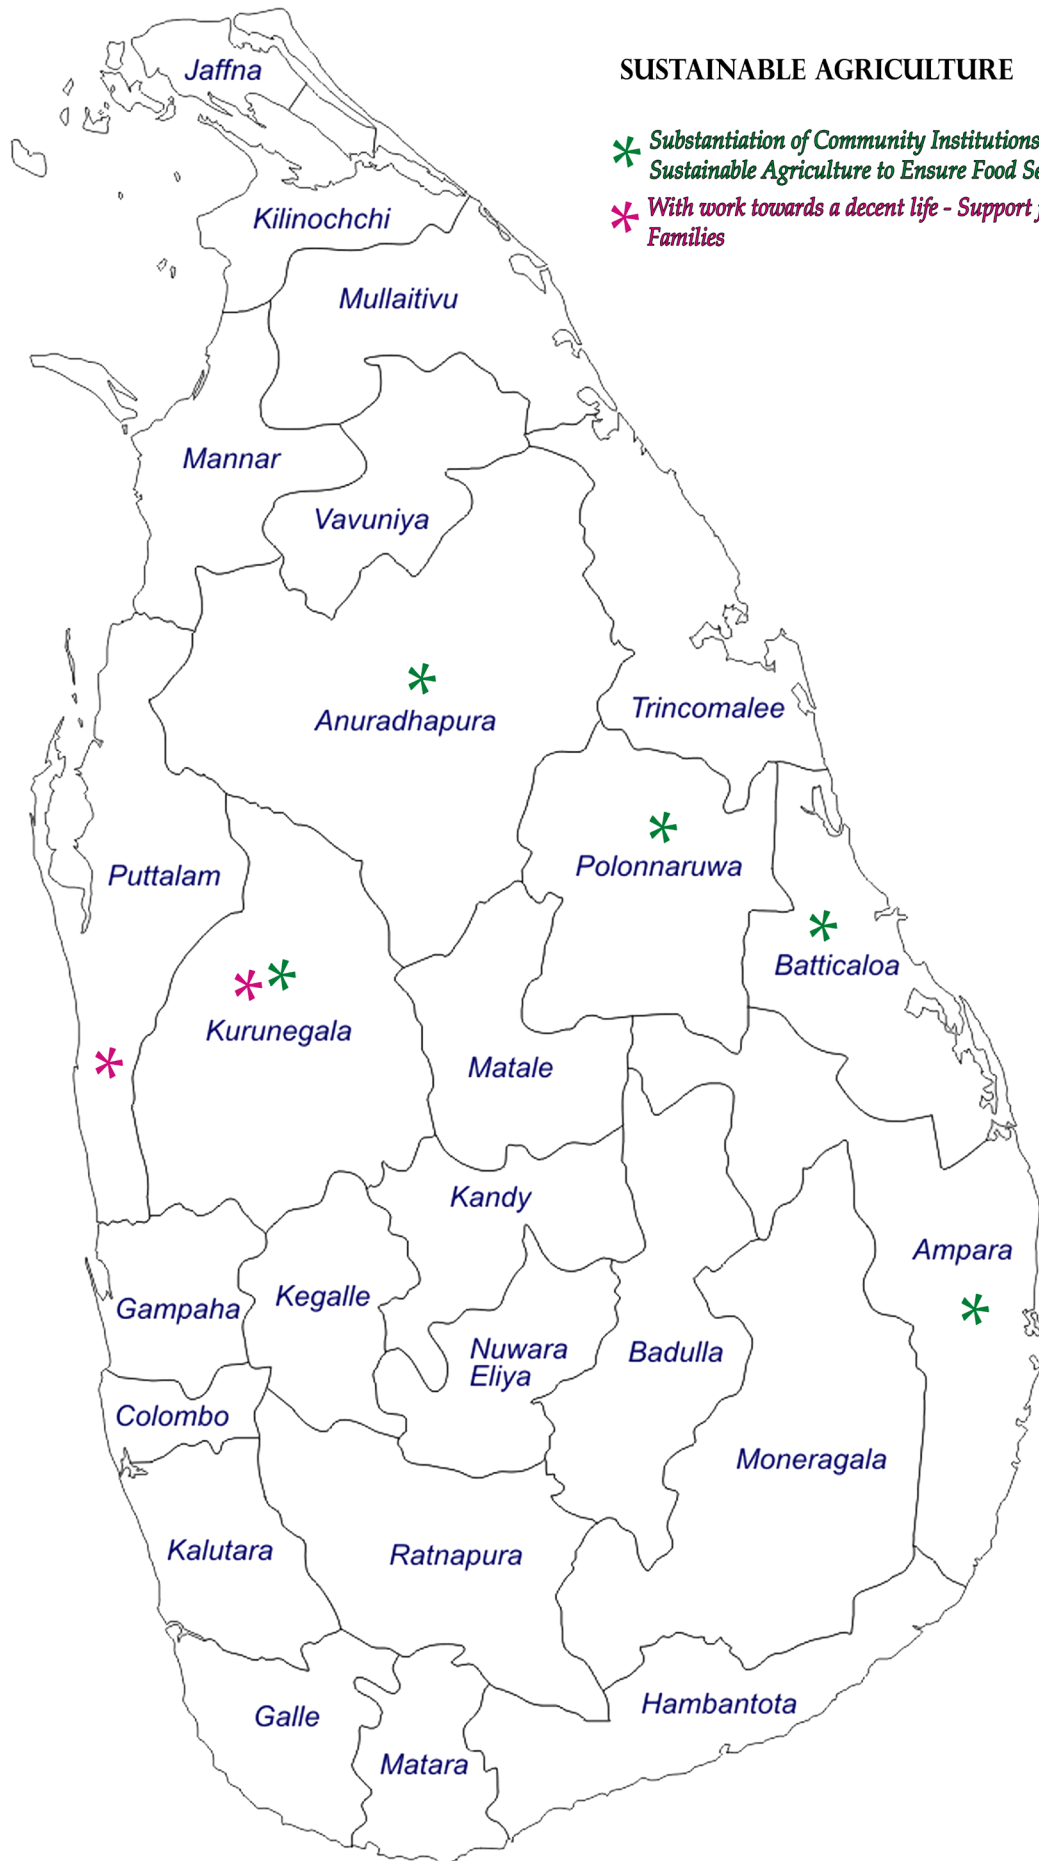 Jaffna
SUSTAINABLE AGRICULTURE
* Substantiation of Community Institutions
Sustainable Agriculture to Ensure Food
* With work towards a decent life - Support
Families
Kilinochchi
Mullaitivu
Mannar
Vavuniya
*
Anuradhapura
Trincomalee
*
Polonnaruwa
Puttalam
*
Batticaloa
* *
Kurunegala
*
Matale
Kandy
Ampara
*
Kegalle
Gampaha
Nuwara
Eliya
Badulla
Colombo
Moneragala
Kalutara
Ratnapura
Hambantota
Galle
Matara